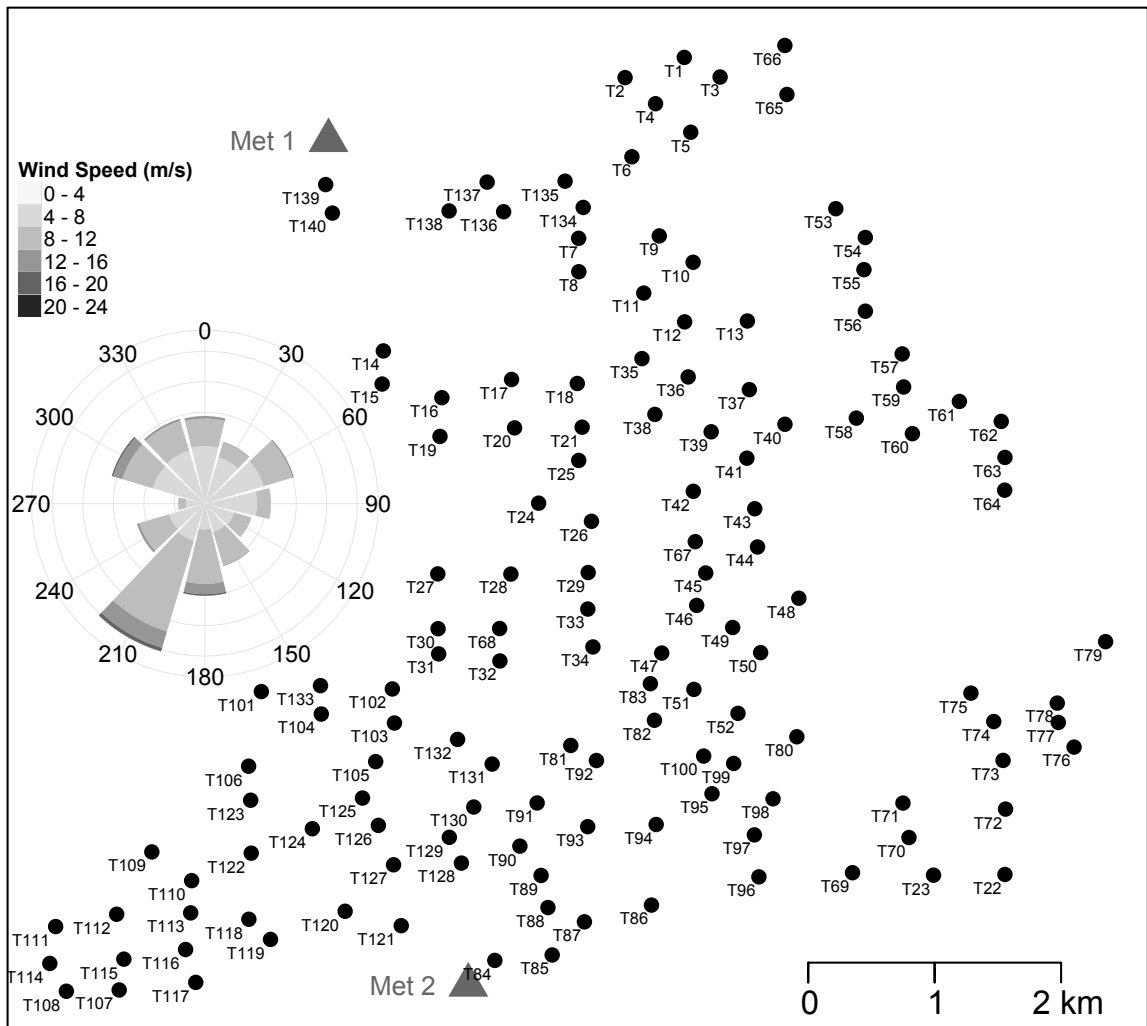 T66
T1
T2
T3
T65
T4
T5
Met 1
T6
Wind Speed (m/s)
0 - 4
4 - 8
8 - 12
12 - 16
16 - 20
20 - 24
T139
T140
T137
T135
T138
T136
T134
T53
T7
T9
T54
T8
T10
T55
T11
T56
T12
T13
0
30
60
90
120
150
180
210
240
270
300
330
T14
T35
T57
T15
T17
T18
T36
T59
T16
T37
T61
T38
T58
T62
T19
T20
T21
T39
T40
T60
T25
T41
T63
T42
T64
T24
T43
T26
T67
T44
T27
T28
T29
T45
T33
T46
T48
T30
T68
T49
T79
T31
T32
T34
T47
T50
T101
T133
T102
T83
T51
T75
T78
T104
T103
T82
T52
T74
T77
T132
T81
T80
T76
T106
T105
T131
T92
T100
T99
T73
T123
T125
T91
T95
T98
T71
T72
T124
T126
T130
T93
T94
T97
T70
T109
T122
T129
T90
T127
T128
T110
T89
T96
T69
T23
T22
T111
T112
T113
T118
T120
T88
T86
T119
T121
T87
T114
T115
T116
T84
T85
T108
T107
T117
Met 2
0
1
2 km